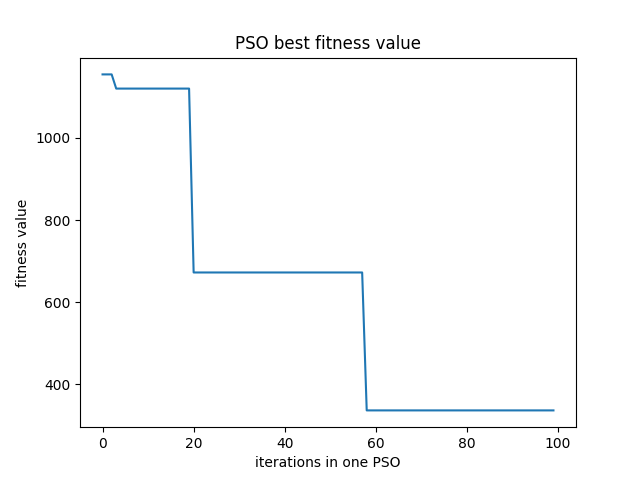 PSO best fitness value
1000
800
600
400
fitness value
0 20 40 60 80 100
iterations in one PSO